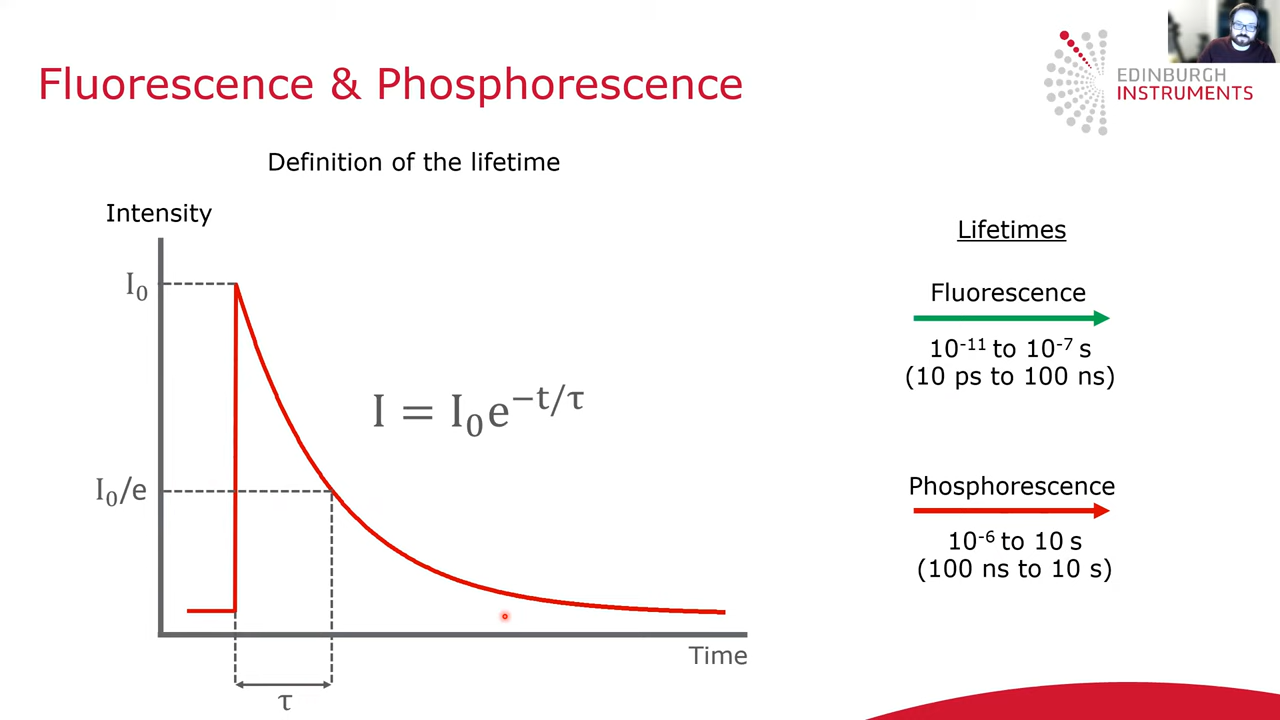 Fluorescence & Phosphorescence
EDINBURGH
INSTRUMENTS
Definition of the lifetime
Intensity
I₀
I = I₀e⁻ᵗ/τ
I₀/e
Time
τ
Lifetimes
Fluorescence
10⁻¹¹ to 10⁻⁷ s
(10 ps to 100 ns)
Phosphorescence
10⁻⁶ to 10 s
(100 ns to 10 s)